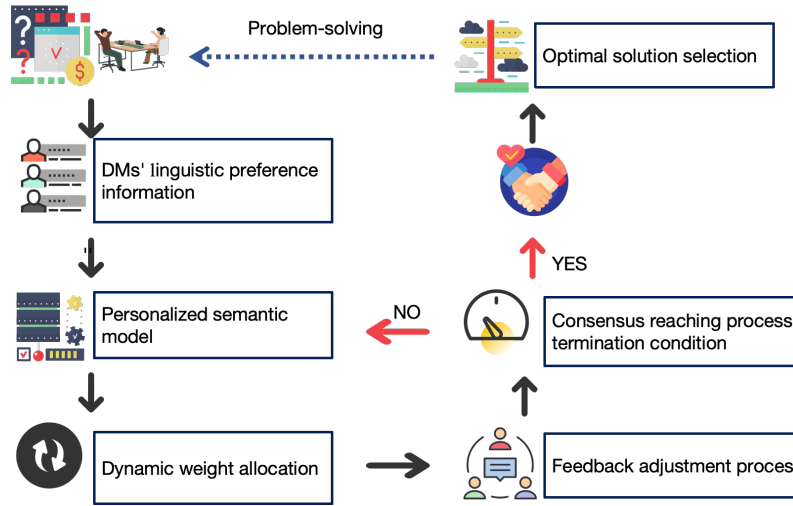 Problem-solving
Optimal solution selection
DMs' linguistic preference
information
YES
Personalized semantic
model
NO
Consensus reaching process
termination condition
Dynamic weight allocation
Feedback adjustment proces